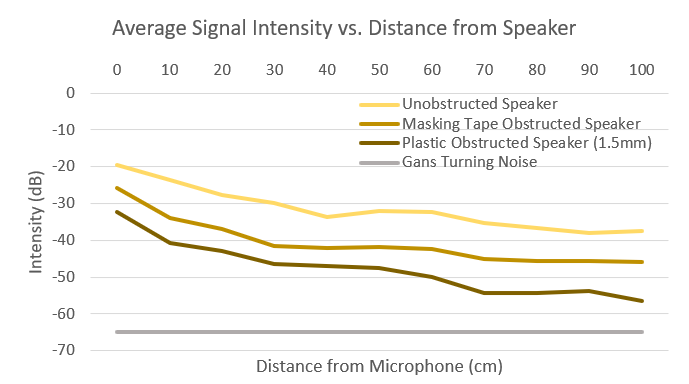 Average Signal Intensity vs. Distance from Speaker
0 10 20 30 40 50 60 70 80 90 100
0
-10
-20
-30
-40
-50
-60
-70
Intensity (dB)
Unobstructed Speaker
Masking Tape Obstructed Speaker
Plastic Obstructed Speaker (1.5mm)
Gans Turning Noise
Distance from Microphone (cm)